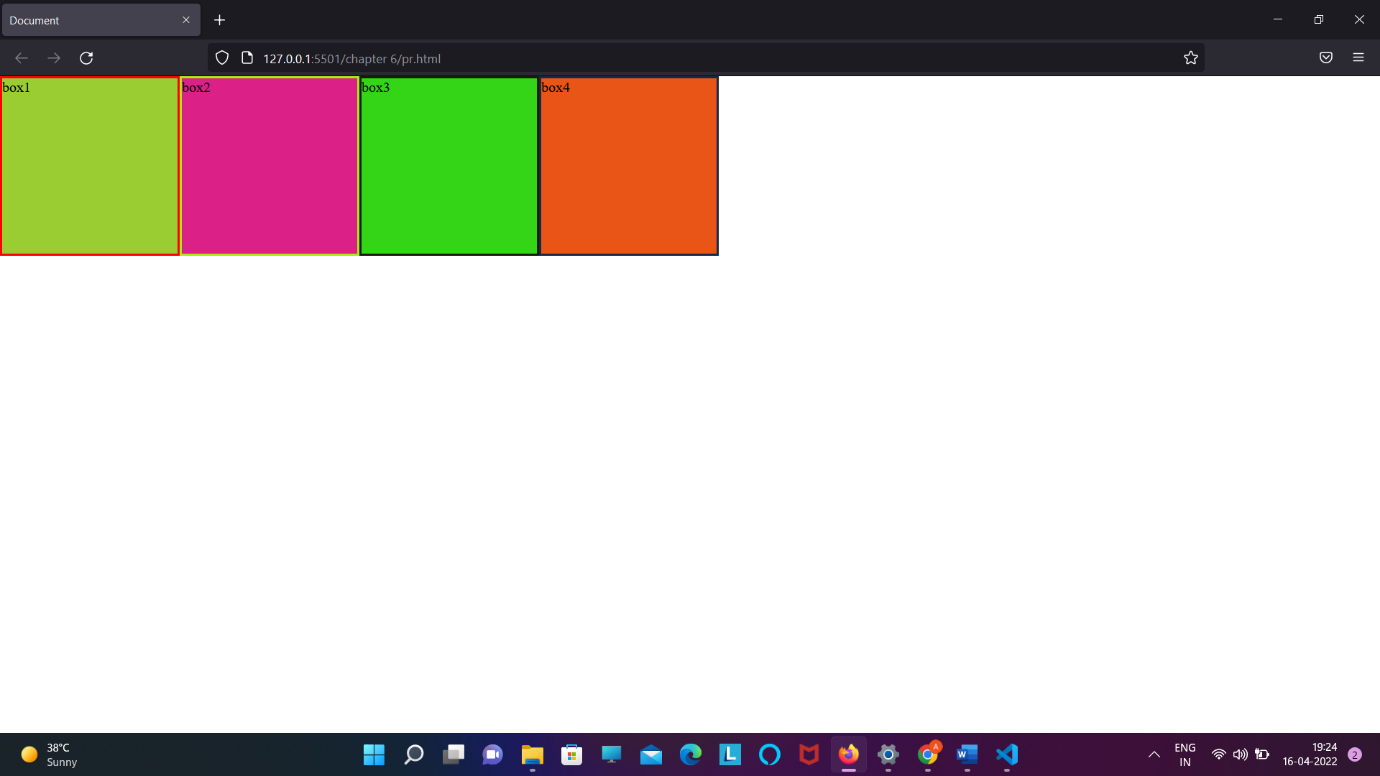 Document
127.0.0.1:5501/chapter 6/pr.html
box1 box2 box3 box4
38°C
Sunny
L
A
W
ENG
IN
19:24
16-04-2022
2